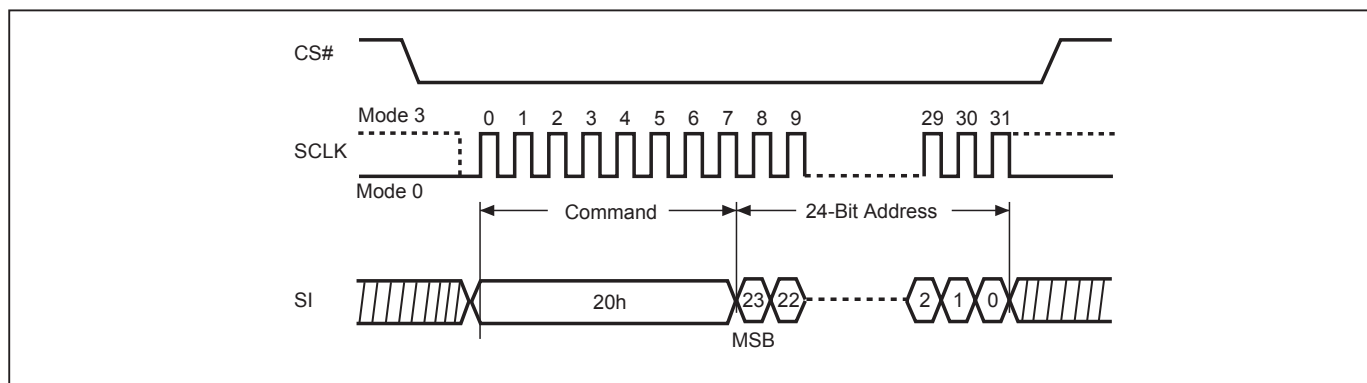 CS#
Mode 3
0 1 2 3 4 5 6 7 8 9 29 30 31
SCLK
Mode 0
Command 24-Bit Address
SI 20h 23 22 2 1 0
MSB